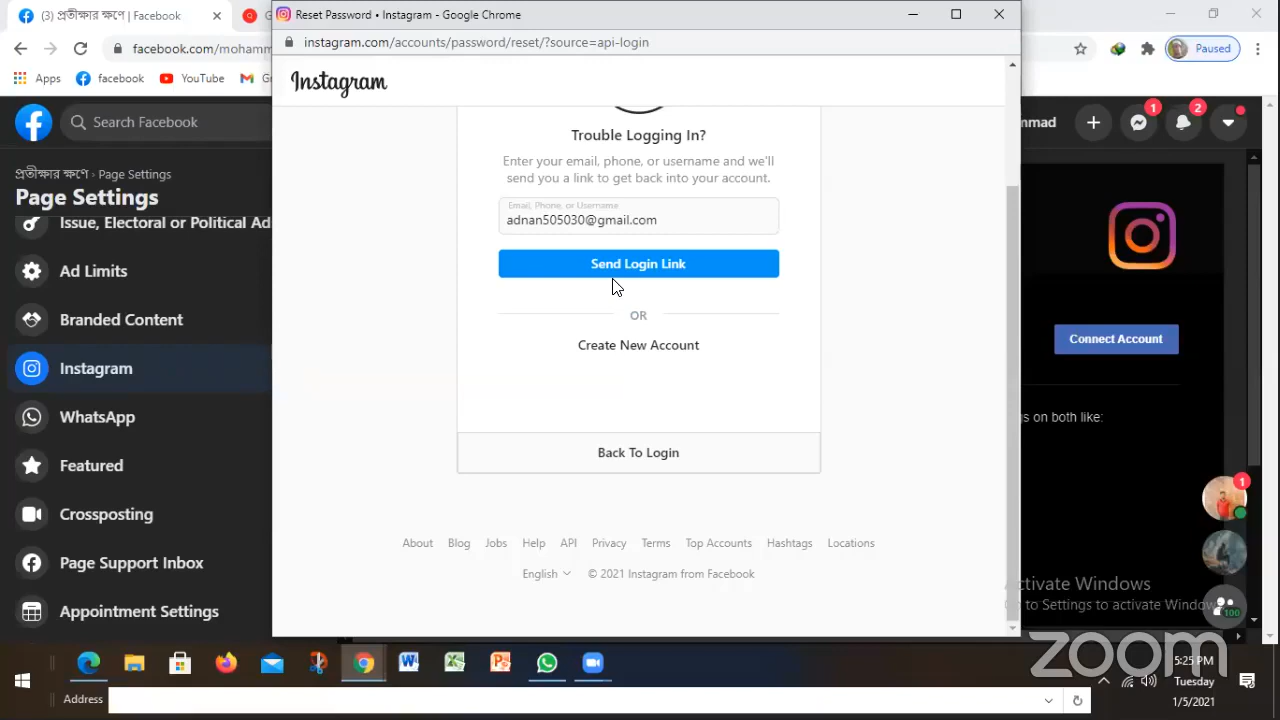 (3) প্রতীক্ষার ক্ষণে | Facebook
Reset Password • Instagram - Google Chrome
facebook.com/mohamm
instagram.com/accounts/password/reset/?source=api-login
Paused
Apps
facebook
YouTube
Instagram
Search Facebook
mmad
1
2
প্রতীক্ষার ক্ষণে › Page Settings
Page Settings
Issue, Electoral or Political Ad
Ad Limits
Branded Content
Instagram
WhatsApp
Featured
Crossposting
Page Support Inbox
Appointment Settings
Trouble Logging In?
Enter your email, phone, or username and we'll
send you a link to get back into your account.
Email, Phone, or Username
adnan505030@gmail.com
Send Login Link
OR
Create New Account
Back To Login
About Blog Jobs Help API Privacy Terms Top Accounts Hashtags Locations
English © 2021 Instagram from Facebook
Connect Account
gs on both like:
1
100
Activate Windows
Go to Settings to activate Windows
zoom
Address
5:25 PM
Tuesday
1/5/2021